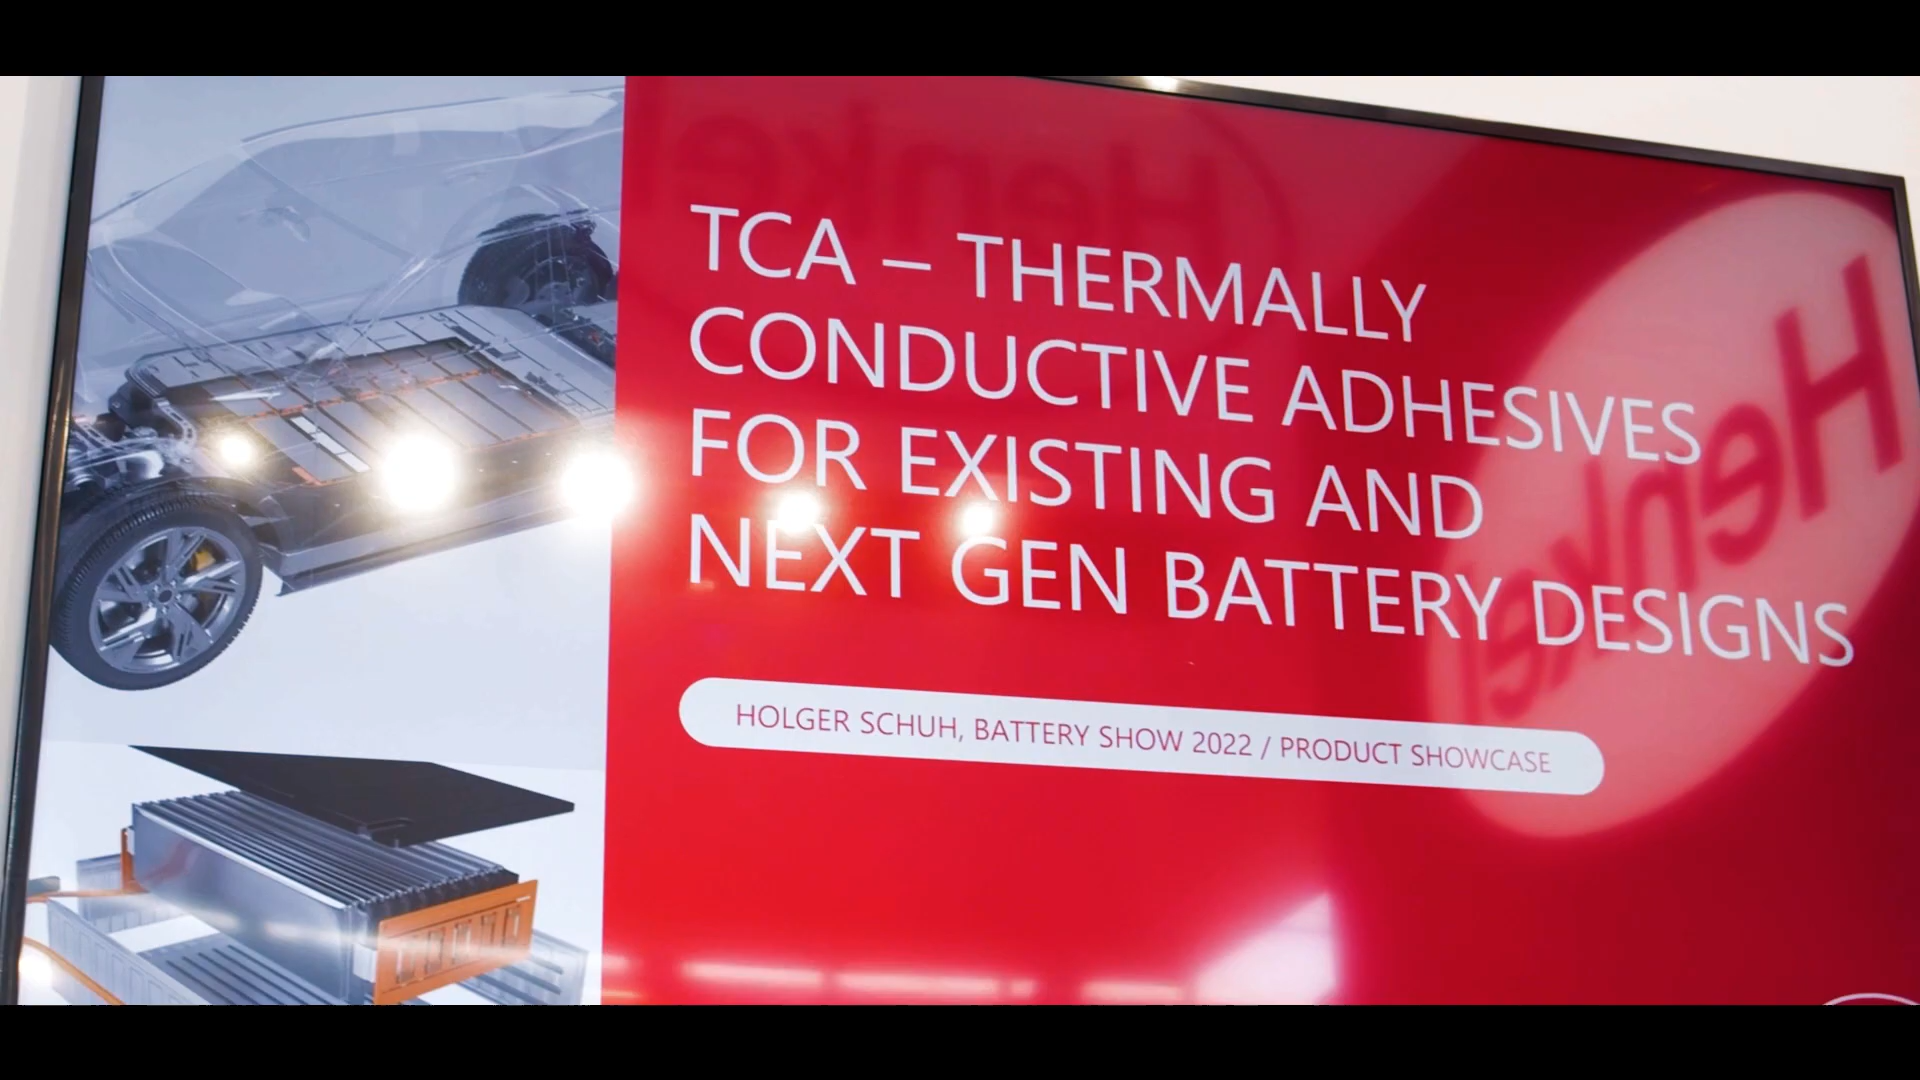 Henkel
TCA – THERMALLY
CONDUCTIVE ADHESIVES
FOR EXISTING AND
NEXT GEN BATTERY DESIGNS
Henkel
HOLGER SCHUH, BATTERY SHOW 2022 / PRODUCT SHOWCASE